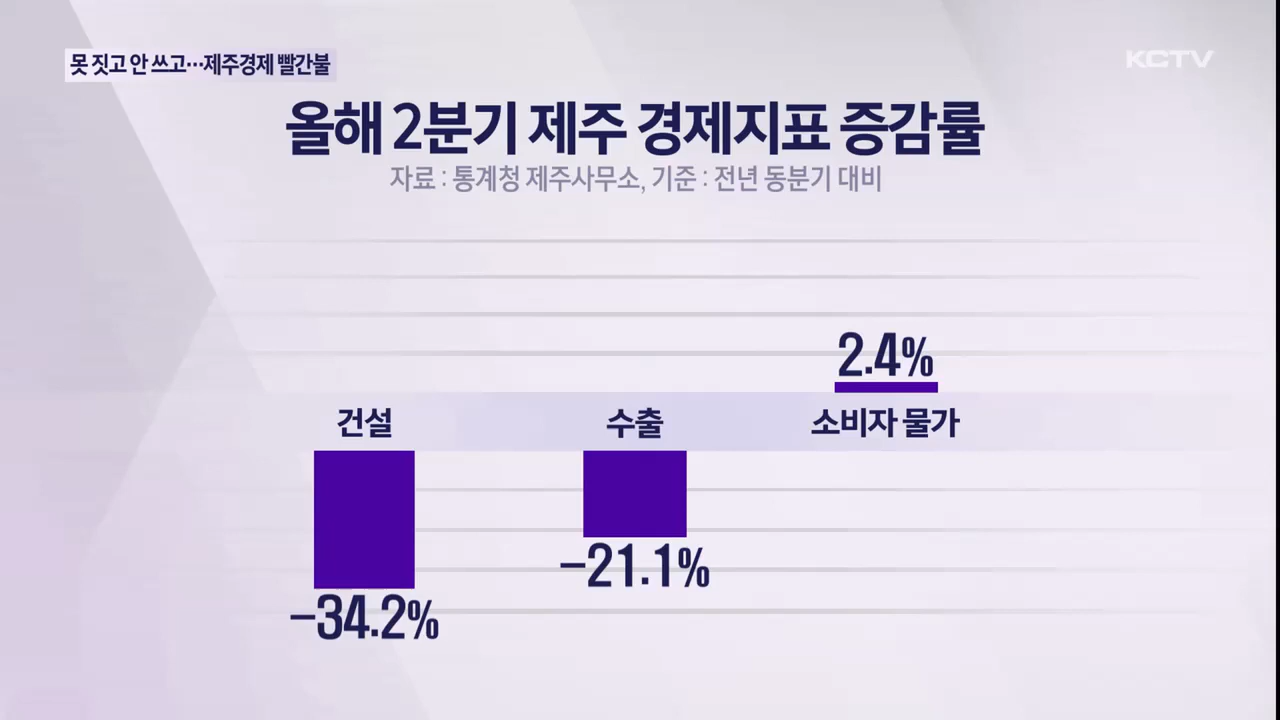 못 짓고 안 쓰고…제주경제 빨간불
KCTV
올해 2분기 제주 경제지표 증감률
자료 : 통계청 제주사무소, 기준 : 전년 동분기 대비
2.4%
건설
수출
소비자 물가
-21.1%
-34.2%